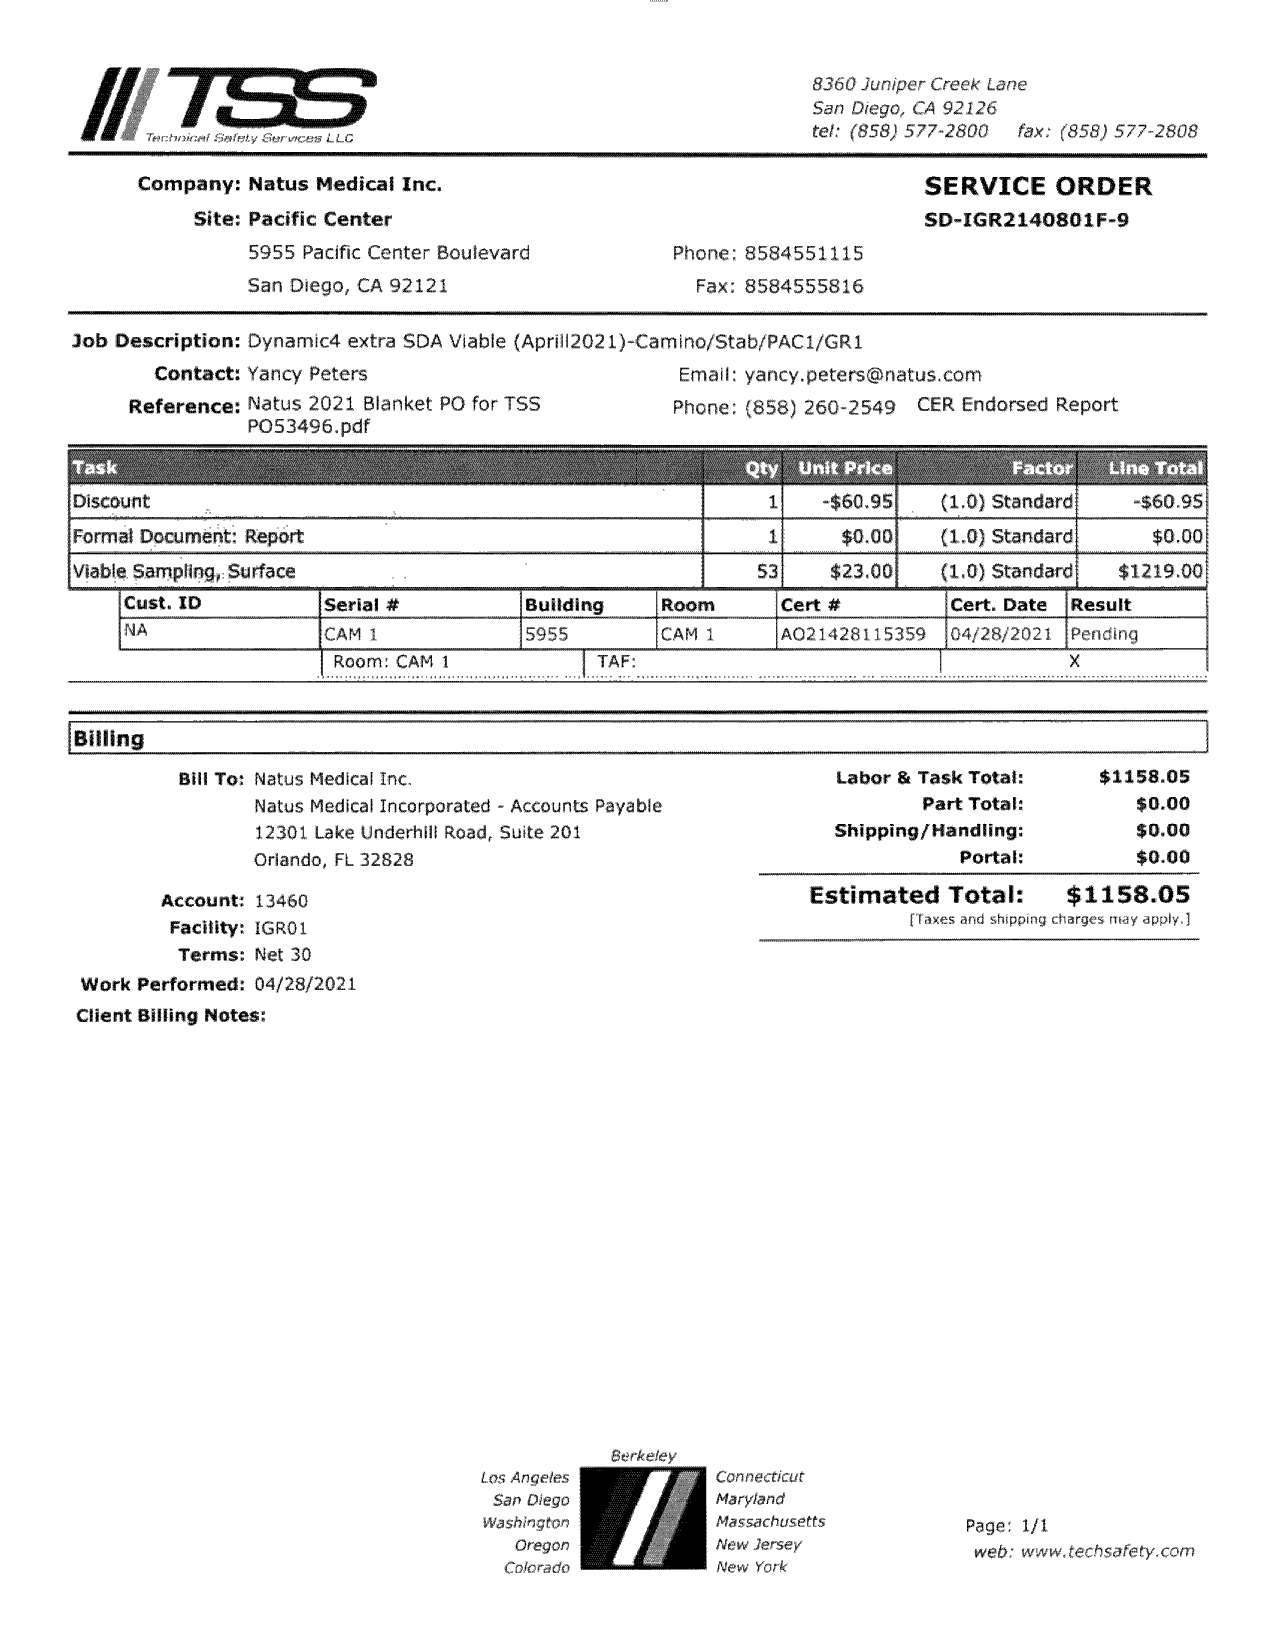 TSS
Technical Safety Services LLC
8360 Juniper Creek Lane
San Diego, CA 92126
tel: (858) 577-2800 fax: (858) 577-2808
Company: Natus Medical Inc.
SERVICE ORDER
Site: Pacific Center
SD-IGR2140801F-9
5955 Pacific Center Boulevard Phone: 8584551115
San Diego, CA 92121 Fax: 8584555816
Job Description: Dynamic4 extra SDA Viable (Aprill2021)-Camino/Stab/PAC1/GR1
Contact: Yancy Peters Email: yancy.peters@natus.com
Reference: Natus 2021 Blanket PO for TSS Phone: (858) 260-2549 CER Endorsed Report
PO53496.pdf
Task Qty Unit Price Factor Line Total
Discount 1 -$60.95 (1.0) Standard -$60.95
Formal Document: Report 1 $0.00 (1.0) Standard $0.00
Viable Sampling, Surface 53 $23.00 (1.0) Standard $1219.00
Cust. ID Serial # Building Room Cert # Cert. Date Result
NA CAM 1 5955 CAM 1 AO21428115359 04/28/2021 Pending
Room: CAM 1 TAF: X
Billing
Bill To: Natus Medical Inc. Labor & Task Total: $1158.05
Natus Medical Incorporated - Accounts Payable Part Total: $0.00
12301 Lake Underhill Road, Suite 201 Shipping/Handling: $0.00
Orlando, FL 32828 Portal: $0.00
Account: 13460 Estimated Total: $1158.05
Facility: IGR01 [Taxes and shipping charges may apply.]
Terms: Net 30
Work Performed: 04/28/2021
Client Billing Notes:
Berkeley
Los Angeles Connecticut
San Diego Maryland
Washington Massachusetts
Oregon New Jersey
Colorado New York
Page: 1/1
web: www.techsafety.com